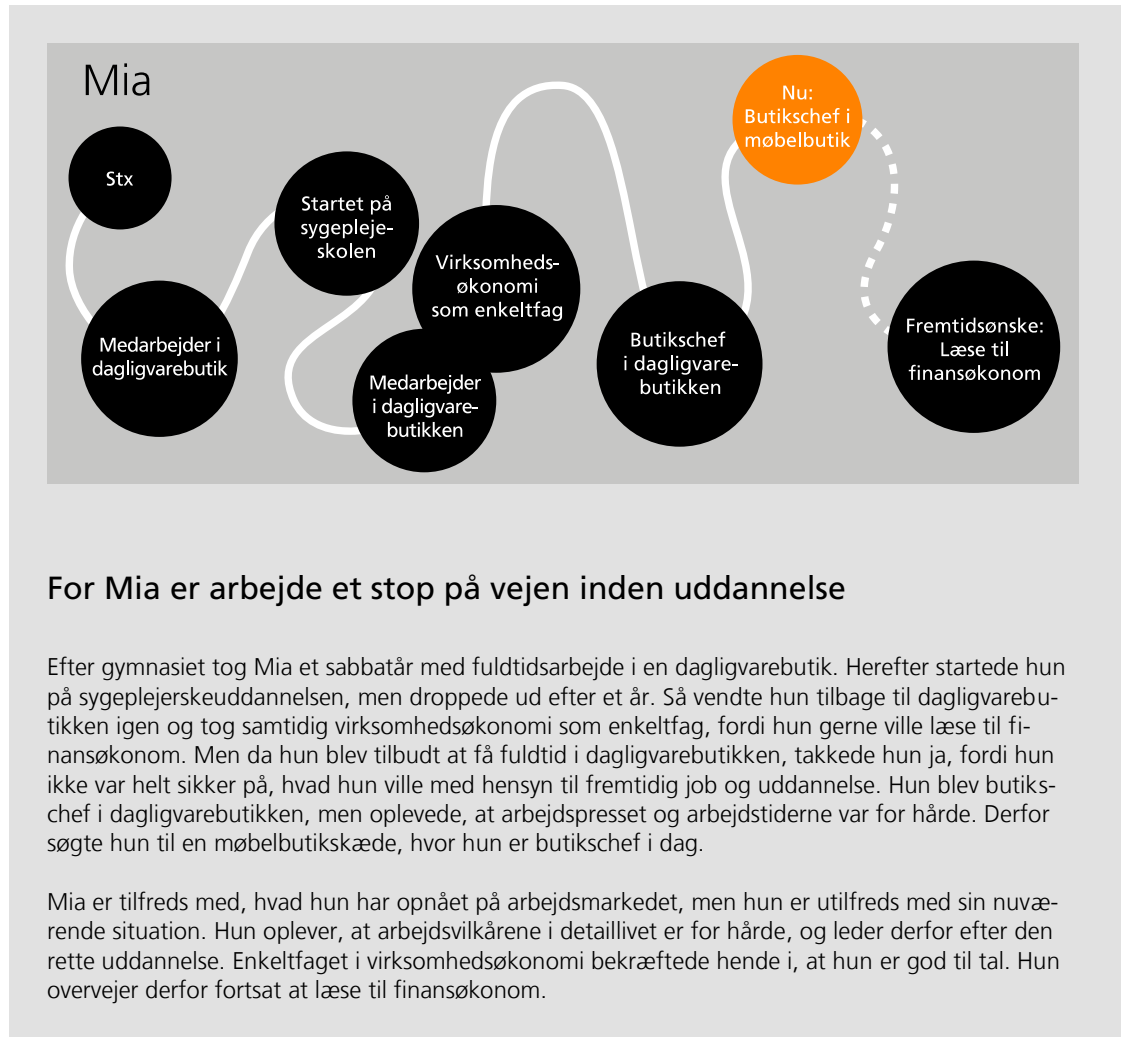 Mia
Stx
Medarbejder i
dagligvarebutik
Startet på
sygepleje-
skolen
Medarbejder
i dagligvare-
butikken
Virksomheds-
økonomi
som enkeltfag
Butikschef
i dagligvare-
butikken
Nu:
Butikschef i
møbelbutik
Fremtidsønske:
Læse til
finansøkonom
For Mia er arbejde et stop på vejen inden uddannelse
Efter gymnasiet tog Mia et sabbatår med fuldtidsarbejde i en dagligvarebutik. Herefter startede hun
på sygeplejerskeuddannelsen, men droppede ud efter et år. Så vendte hun tilbage til dagligvarebu-
tikken igen og tog samtidig virksomhedsøkonomi som enkeltfag, fordi hun gerne ville læse til fi-
nansøkonom. Men da hun blev tilbudt at få fuldtid i dagligvarebutikken, takkede hun ja, fordi hun
ikke var helt sikker på, hvad hun ville med hensyn til fremtidig job og uddannelse. Hun blev butiks-
chef i dagligvarebutikken, men oplevede, at arbejdspresset og arbejdstiderne var for hårde. Derfor
søgte hun til en møbelbutikskæde, hvor hun er butikschef i dag.
Mia er tilfreds med, hvad hun har opnået på arbejdsmarkedet, men hun er utilfreds med sin nuvæ-
rende situation. Hun oplever, at arbejdsvilkårene i detaillivet er for hårde, og leder derfor efter den
rette uddannelse. Enkeltfaget i virksomhedsøkonomi bekræftede hende i, at hun er god til tal. Hun
overvejer derfor fortsat at læse til finansøkonom.